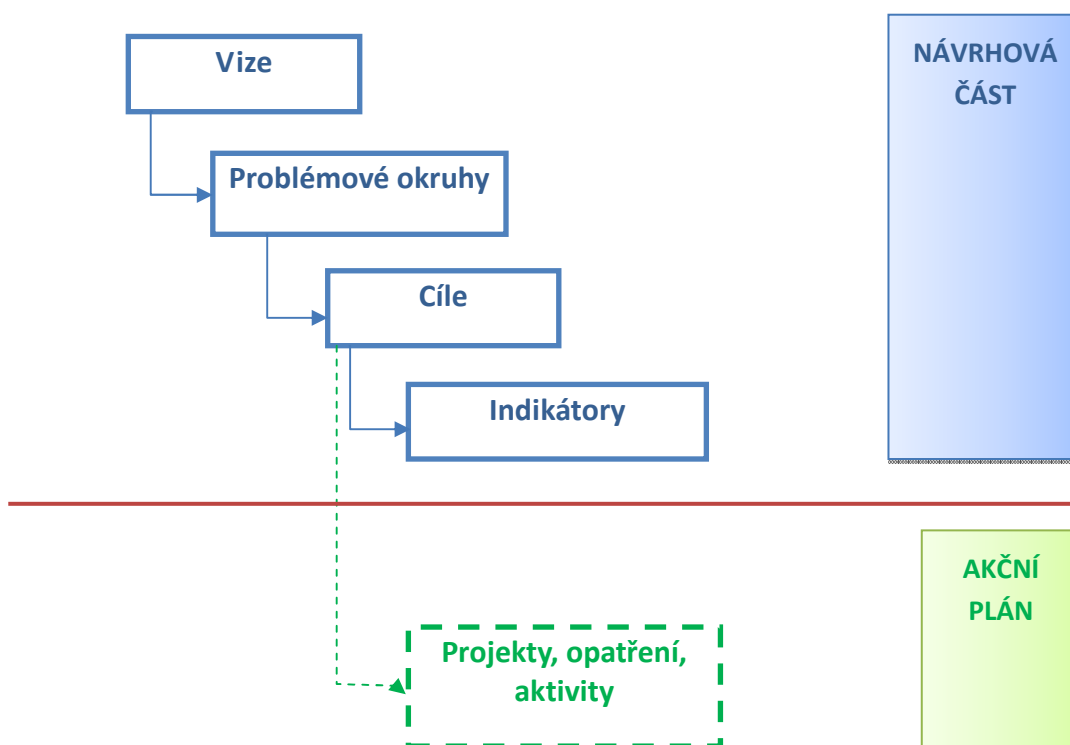 Vize
NÁVRHOVÁ
ČÁST
Problémové okruhy
Cíle
Indikátory
AKČNÍ
PLÁN
Projekty, opatření,
aktivity